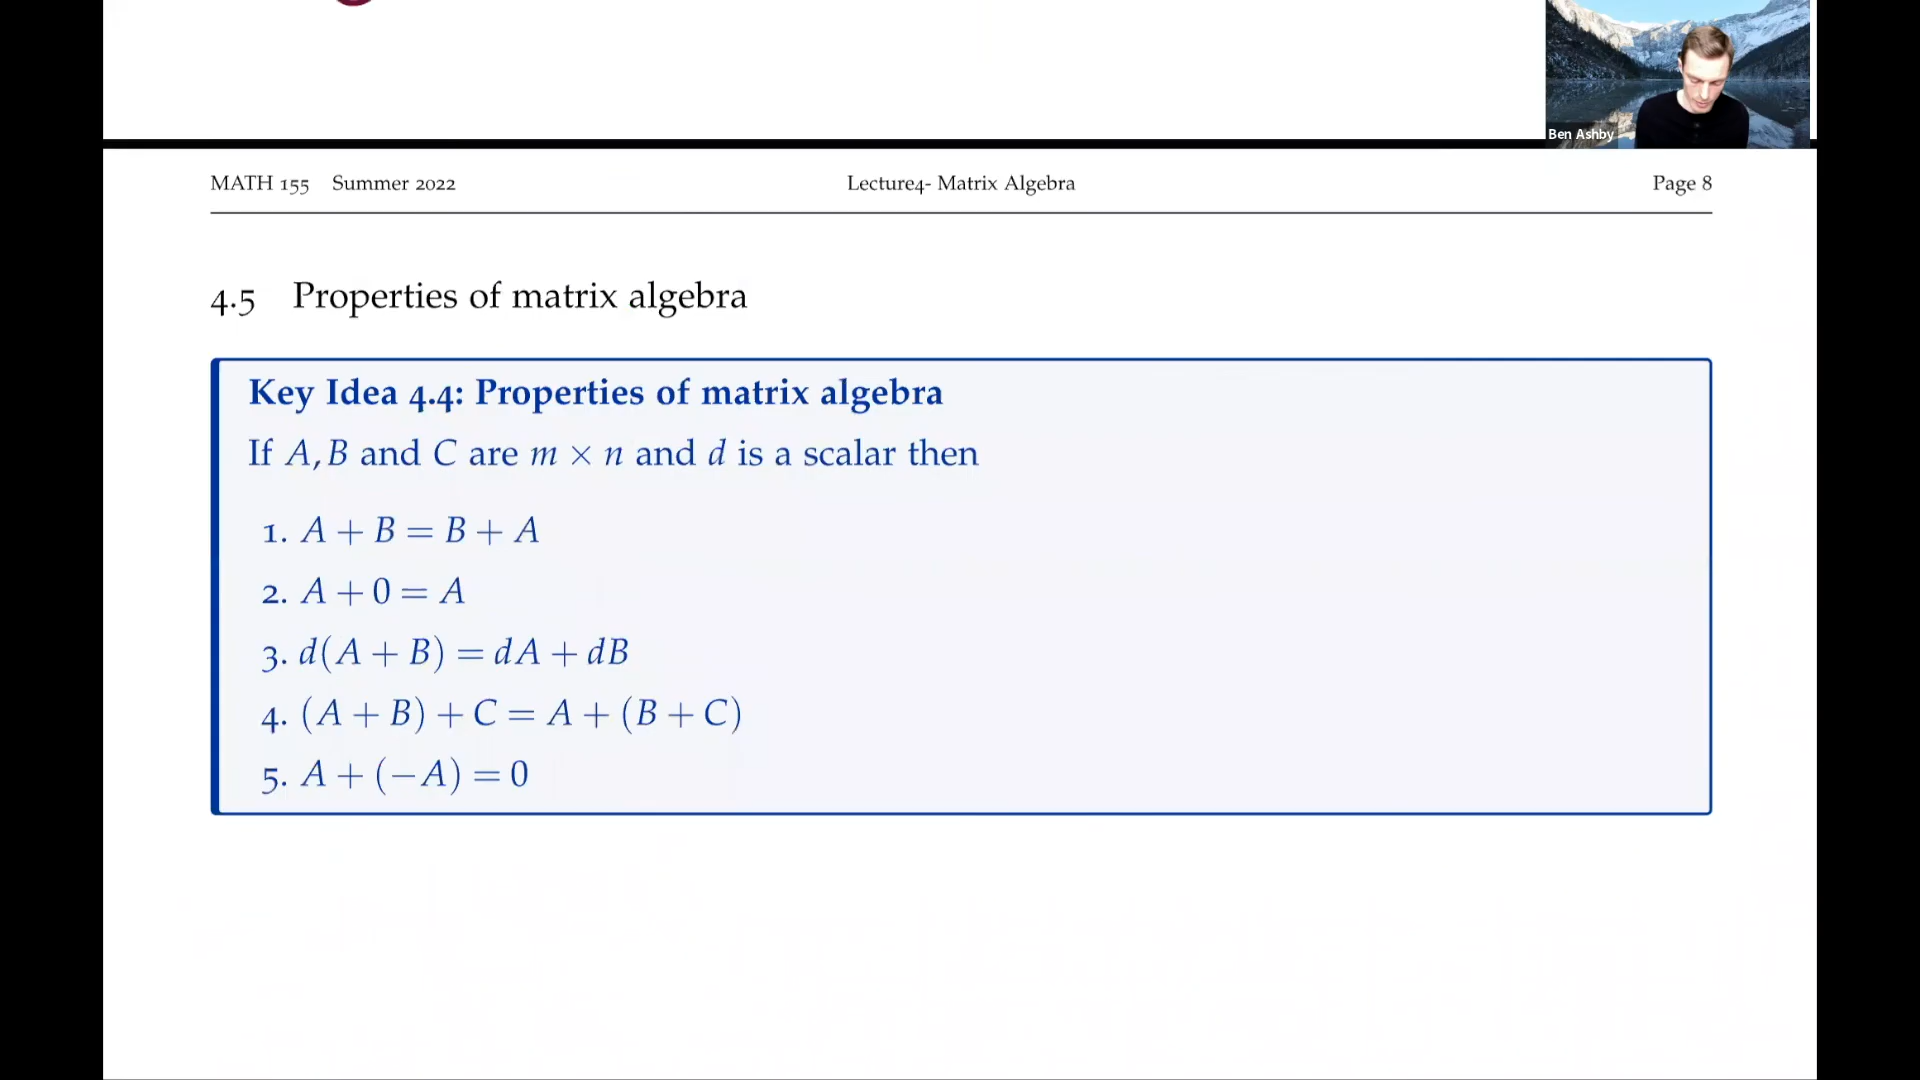 Ben Ashby
MATH 155 Summer 2022 Lecture4- Matrix Algebra Page 8
4.5 Properties of matrix algebra
Key Idea 4.4: Properties of matrix algebra
If A, B and C are m × n and d is a scalar then
1. A + B = B + A
2. A + 0 = A
3. d(A + B) = dA + dB
4. (A + B) + C = A + (B + C)
5. A + (−A) = 0